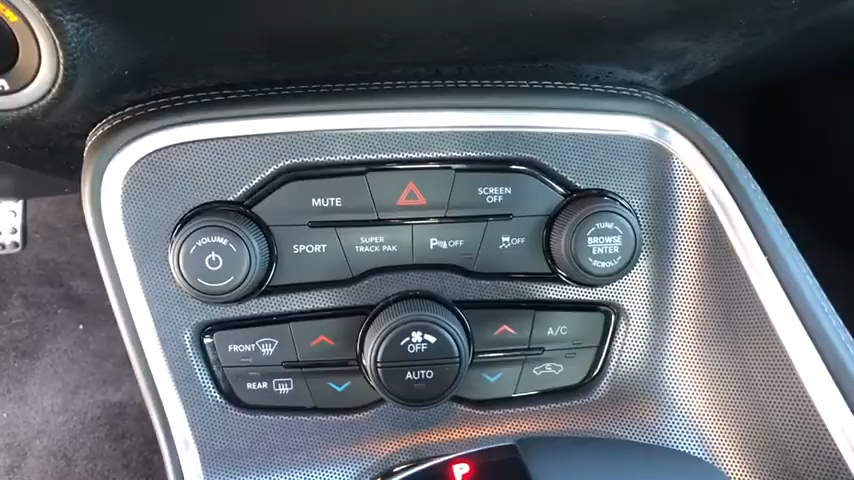 MUTE
SCREEN
OFF
VOLUME
SPORT
SUPER
TRACK PAK
OFF
OFF
TUNE
BROWSE
ENTER
SCROLL
FRONT
OFF
A/C
REAR
AUTO
P